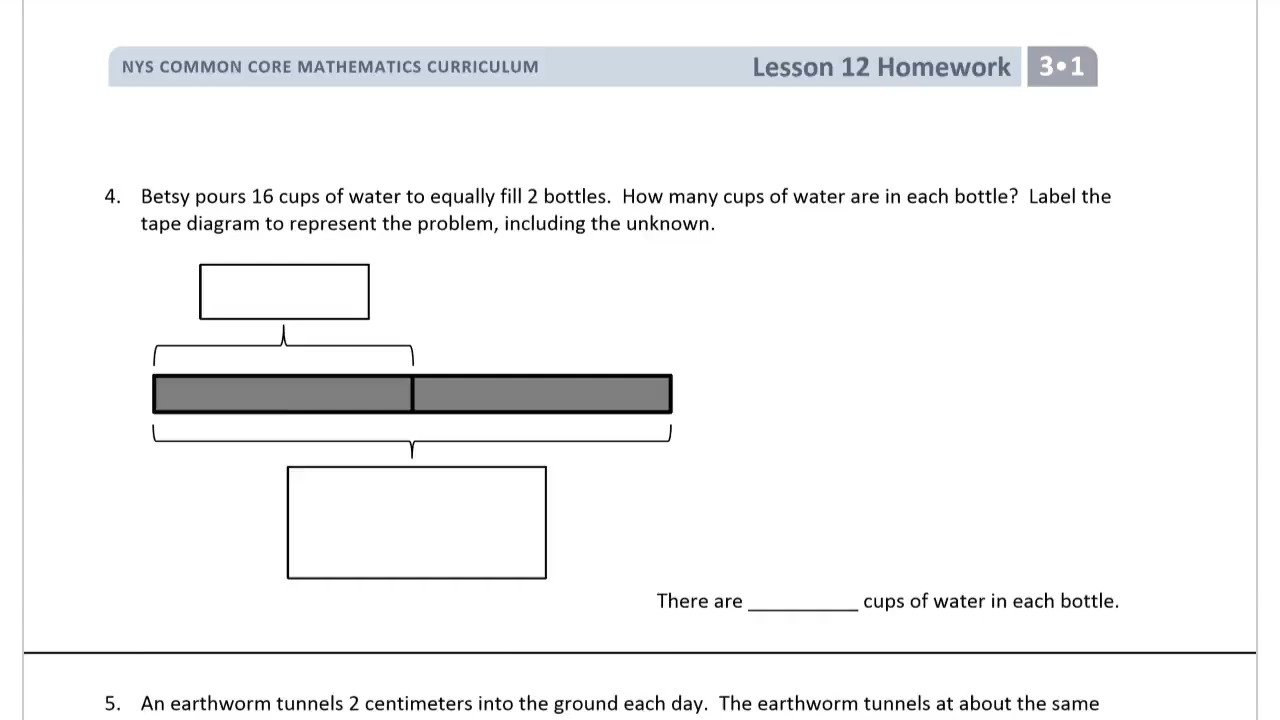 NYS COMMON CORE MATHEMATICS CURRICULUM Lesson 12 Homework 3•1
4. Betsy pours 16 cups of water to equally fill 2 bottles. How many cups of water are in each bottle? Label the
tape diagram to represent the problem, including the unknown.
There are __________ cups of water in each bottle.
5. An earthworm tunnels 2 centimeters into the ground each day. The earthworm tunnels at about the same